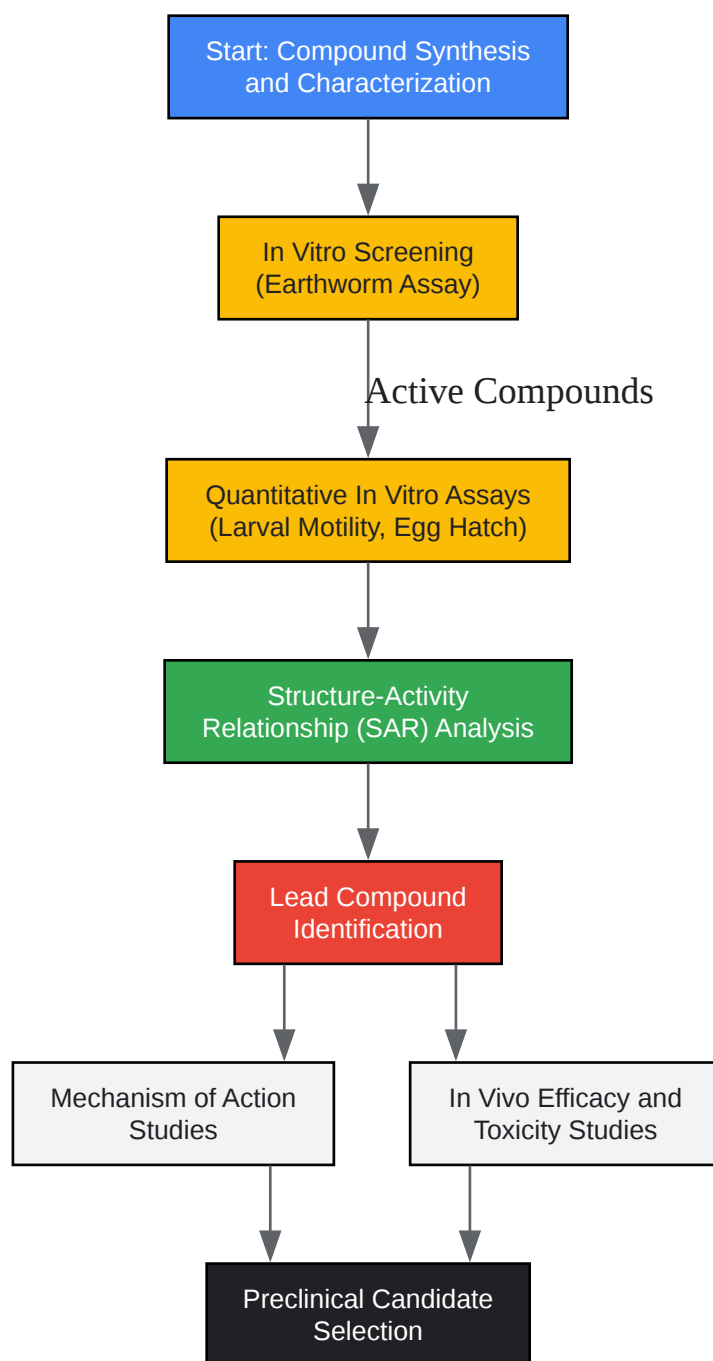 Start: Compound Synthesis
and Characterization
In Vitro Screening
(Earthworm Assay)
Active Compounds
Quantitative In Vitro Assays
(Larval Motility, Egg Hatch)
Structure-Activity
Relationship (SAR) Analysis
Lead Compound
Identification
Mechanism of Action
Studies
In Vivo Efficacy and
Toxicity Studies
Preclinical Candidate
Selection